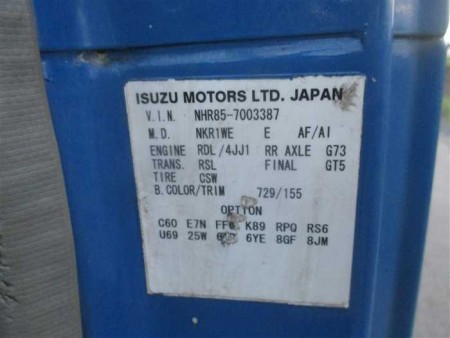 ISUZU MOTORS LTD. JAPAN
V.I.N. NHR85-7003387
M.D. NKR1WE E AF/AI
ENGINE RDL/4JJ1 RR.AXLE G73
TRANS. RSL FINAL GT5
TIRE CSW
B.COLOR/TRIM 729/155
OPTION
C60 E7N K89 RPQ RS6
U69 25W 6YE 8GF 8JM